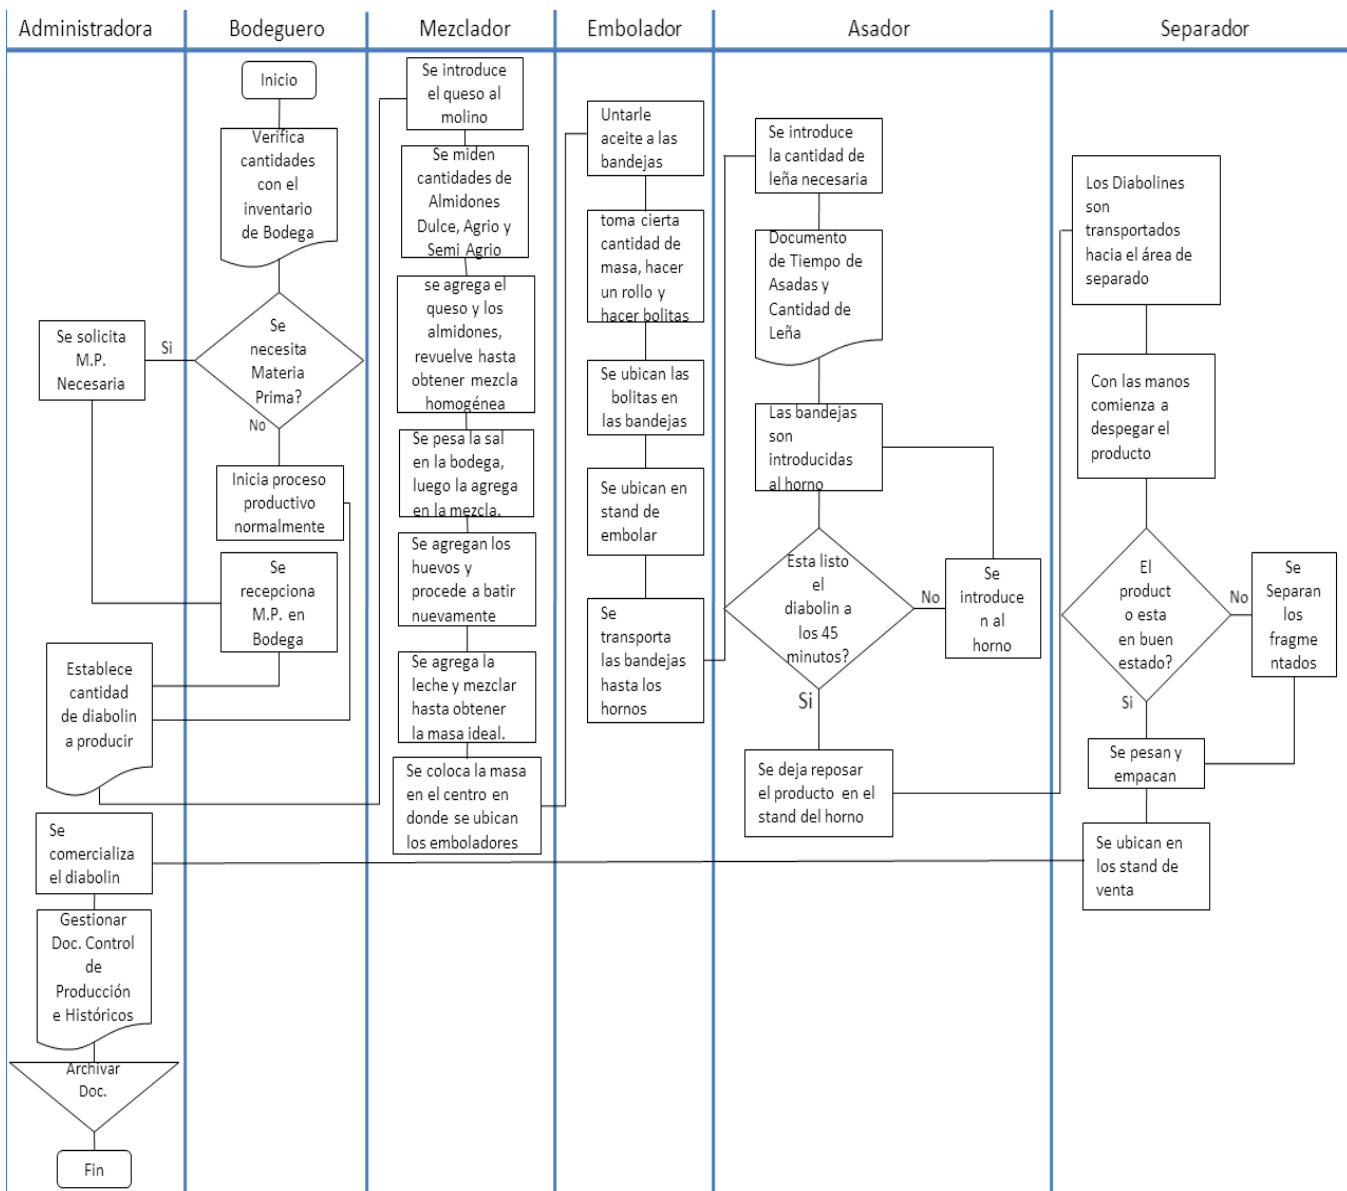 Administradora
Bodeguero
Mezclador
Embolador
Asador
Separador
Se solicita
M.P.
Necesaria
Establece
cantidad
de diabolin
a producir
Se
comercializa
el diabolin
Gestionar
Doc. Control
de
Producción
e Históricos
Archivar
Doc.
Fin
Inicio
Verifica
cantidades
con el
inventario
de Bodega
Se
necesita
Materia
Prima?
Si
No
Inicia proceso
productivo
normalmente
Se
recepciona
M.P. en
Bodega
Se introduce
el queso al
molino
Se miden
cantidades de
Almidones
Dulce, Agrio y
Semi Agrio
se agrega el
queso y los
almidones,
revuelve hasta
obtener mezcla
homogénea
Se pesa la sal
en la bodega,
luego la agrega
en la mezcla.
Se agregan los
huevos y
procede a batir
nuevamente
Se agrega la
leche y mezclar
hasta obtener
la masa ideal.
Se coloca la masa
en el centro en
donde se ubican
los emboladores
Untarle
aceite a las
bandejas
toma cierta
cantidad de
masa, hacer
un rollo y
hacer bolitas
Se ubican las
bolitas en
las bandejas
Se ubican en
stand de
embolar
Se
transporta
las bandejas
hasta los
hornos
Se introduce
la cantidad de
leña necesaria
Documento
de Tiempo de
Asadas y
Cantidad de
Leña
Las bandejas
son
introducidas
al horno
Esta listo
el
diabolin a
los 45
minutos?
No
Se
introduce
n al
horno
Si
Se deja reposar
el producto en el
stand del horno
Los Diabolines
son
transportados
hacia el área de
separado
Con las manos
comienza a
despegar el
producto
El
product
o esta
en buen
estado?
No
Se
Separan
los
fragme
ntados
Si
Se pesan y
empacan
Se ubican en
los stand de
venta